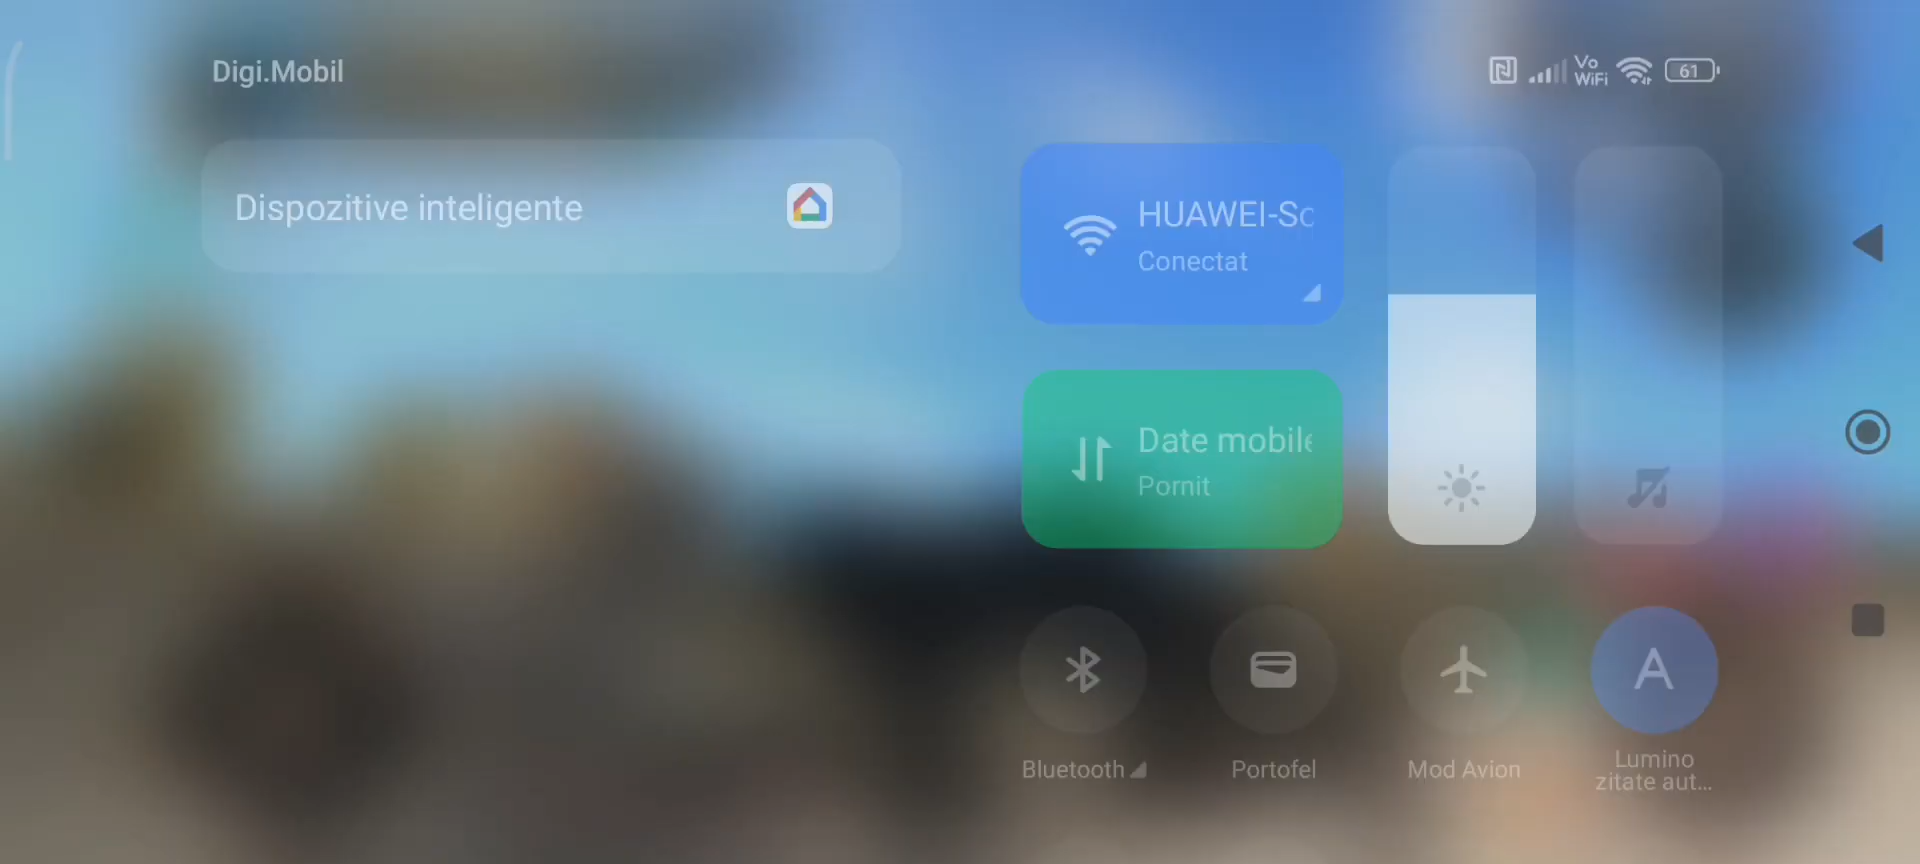 Digi.Mobil
Vo
WiFi
61
Dispozitive inteligente
HUAWEI-Sc
Conectat
Date mobile
Pornit
A
Bluetooth
Portofel
Mod Avion
Lumino
zitate aut...